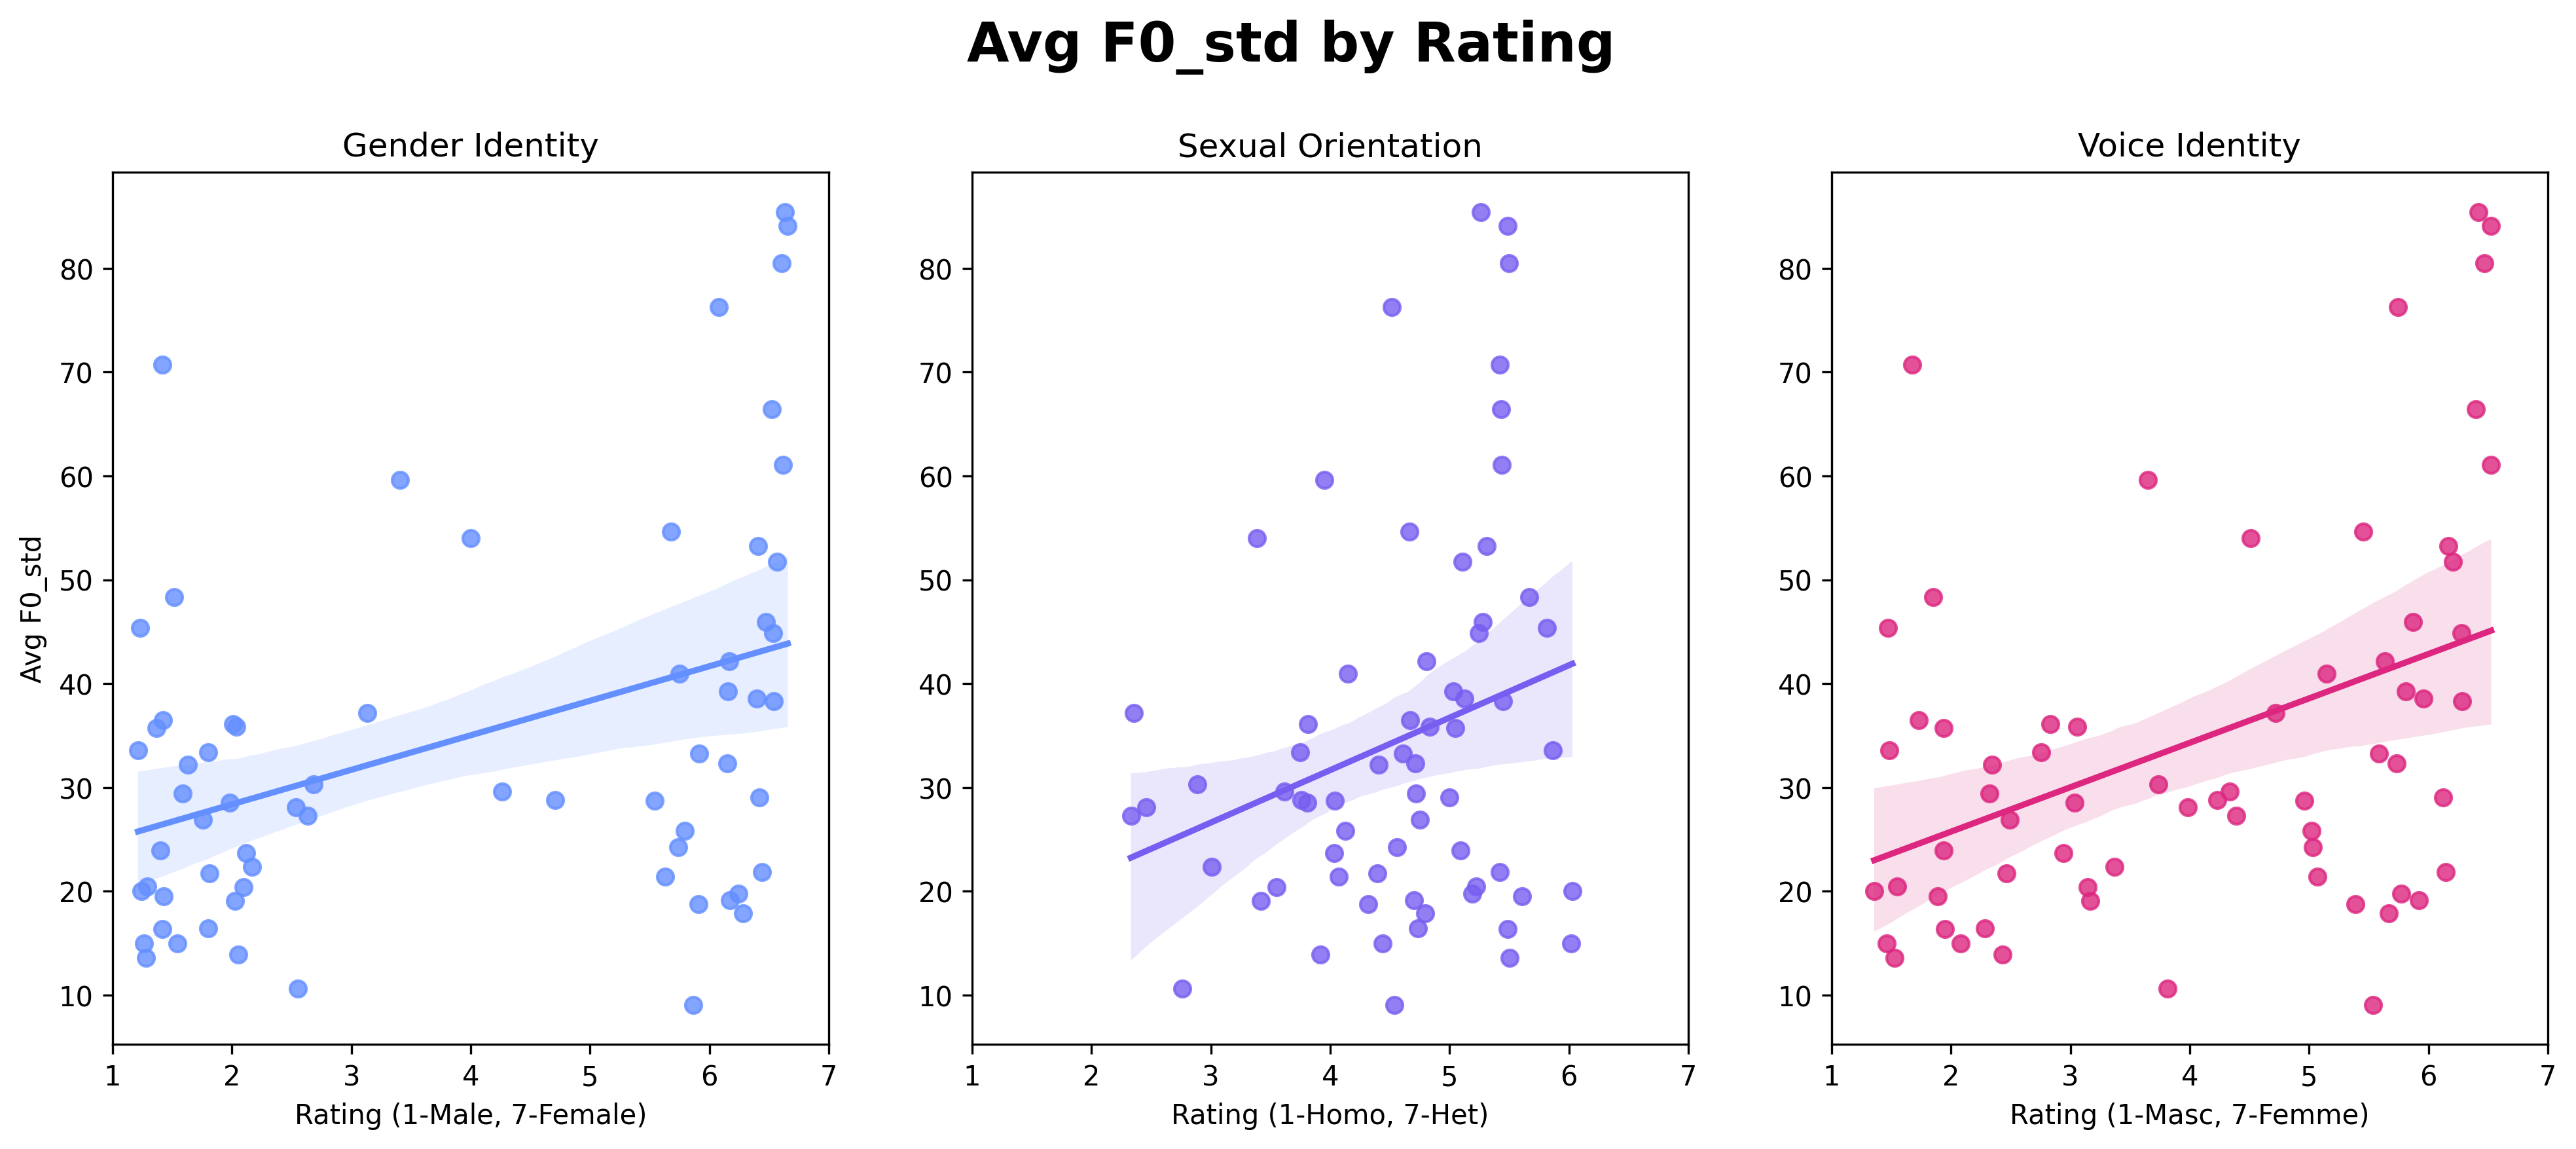 Avg F0_std by Rating
Gender Identity
Sexual Orientation
Voice Identity
Avg F0_std
80
70
60
50
40
30
20
10
1 2 3 4 5 6 7
Rating (1-Male, 7-Female)
80
70
60
50
40
30
20
10
1 2 3 4 5 6 7
Rating (1-Homo, 7-Het)
80
70
60
50
40
30
20
10
1 2 3 4 5 6 7
Rating (1-Masc, 7-Femme)